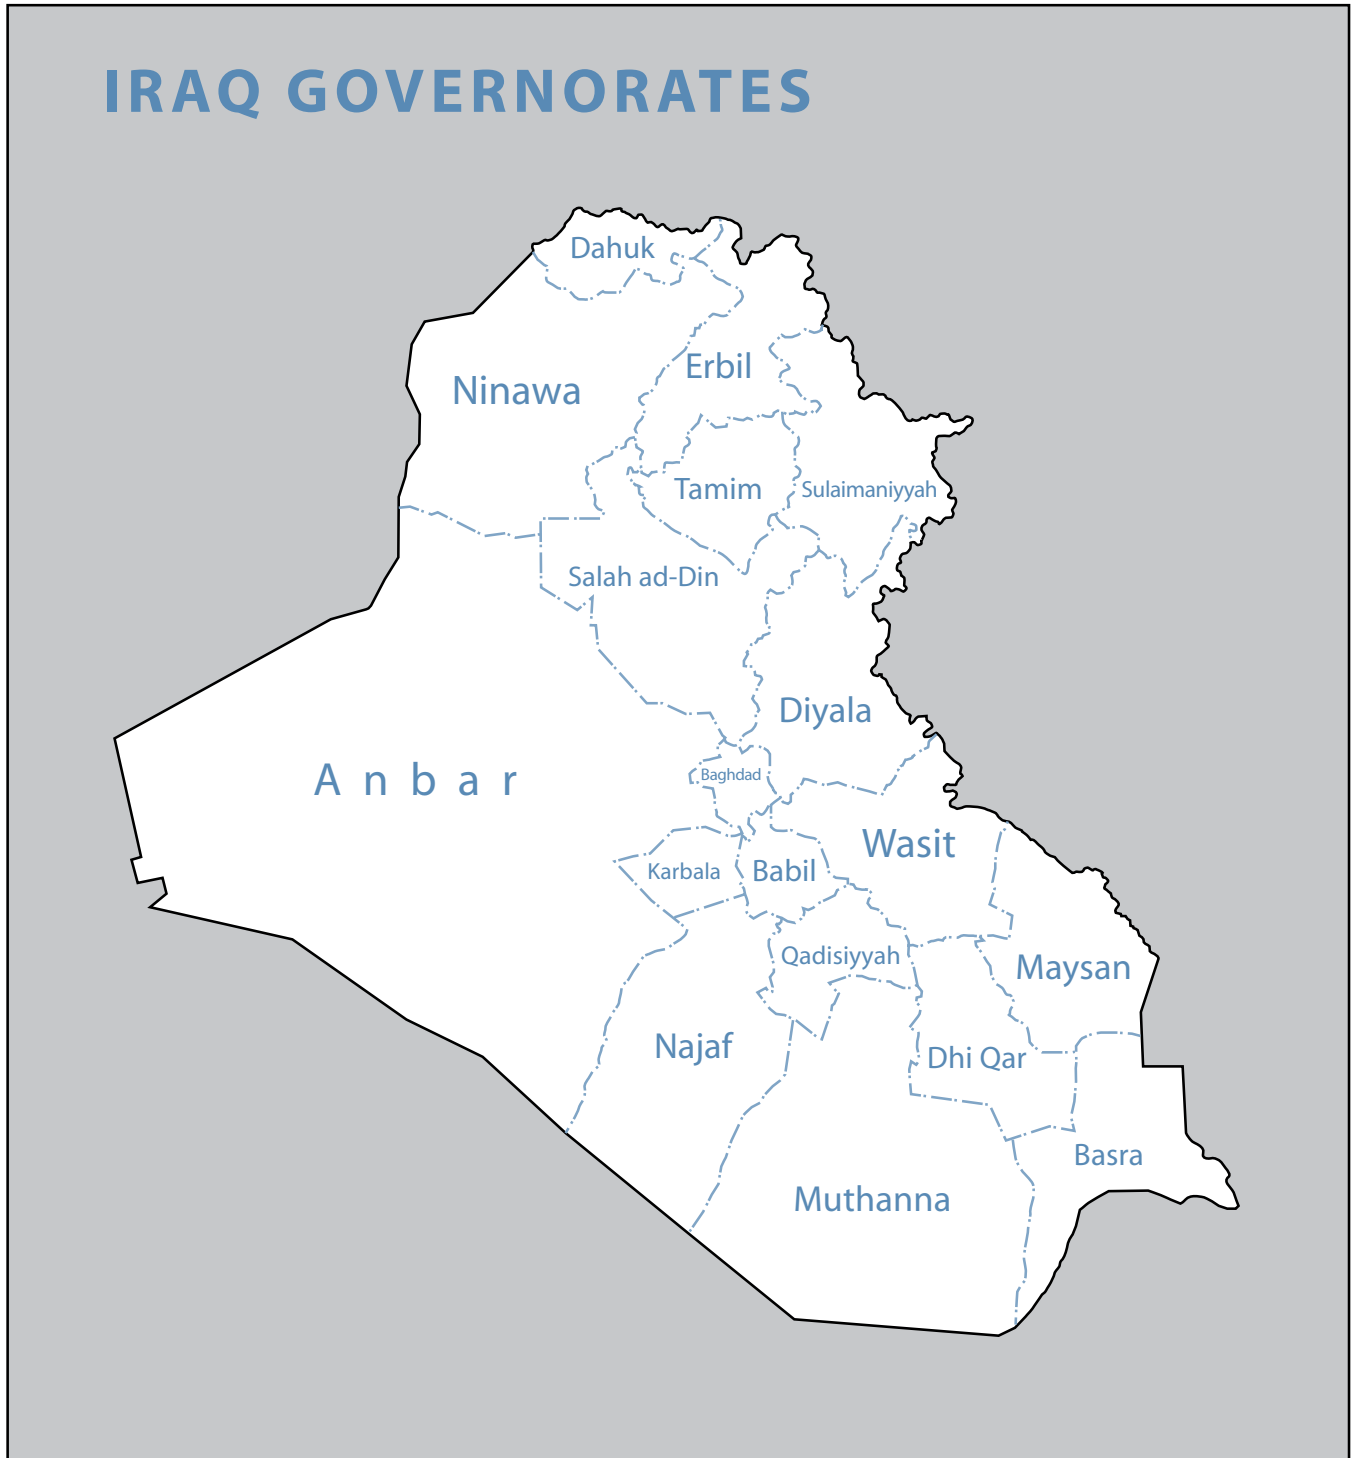 IRAQ GOVERNORATES
Dahuk
Erbil
Ninawa
Tamim
Sulaimaniyyah
Salah ad-Din
Diyala
Baghdad
Anbar
Wasit
Karbala
Babil
Qadisiyyah
Maysan
Najaf
Dhi Qar
Basra
Muthanna